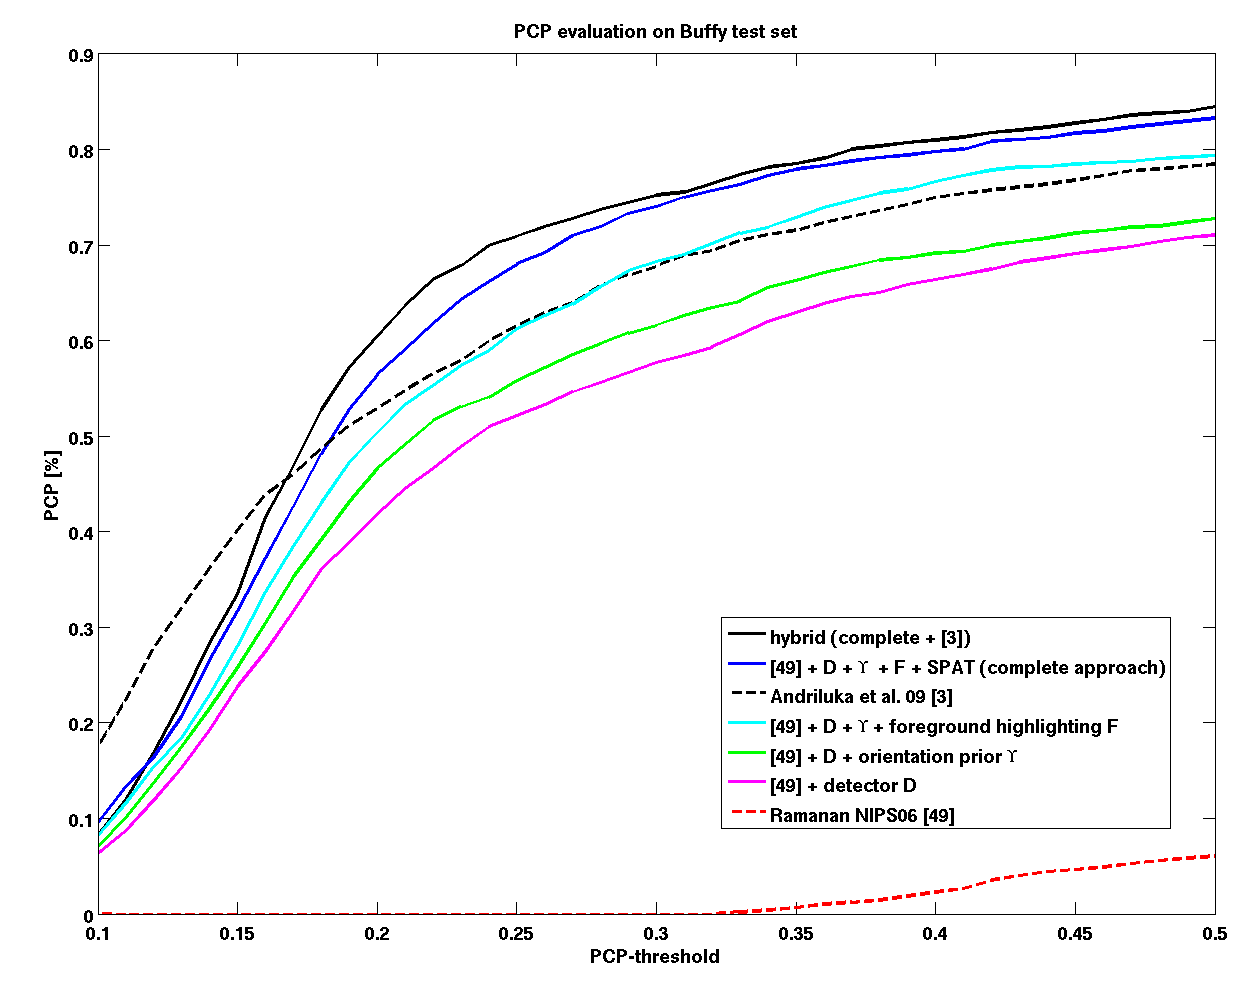 PCP evaluation on Buffy test set
0.9
0.8
0.7
0.6
0.5
0.4
0.3
0.2
0.1
0
PCP [%]
hybrid (complete + [3])
[49] + D + ϒ + F + SPAT (complete approach)
Andriluka et al. 09 [3]
[49] + D + ϒ + foreground highlighting F
[49] + D + orientation prior ϒ
[49] + detector D
Ramanan NIPS06 [49]
0.1 0.15 0.2 0.25 0.3 0.35 0.4 0.45 0.5
PCP-threshold